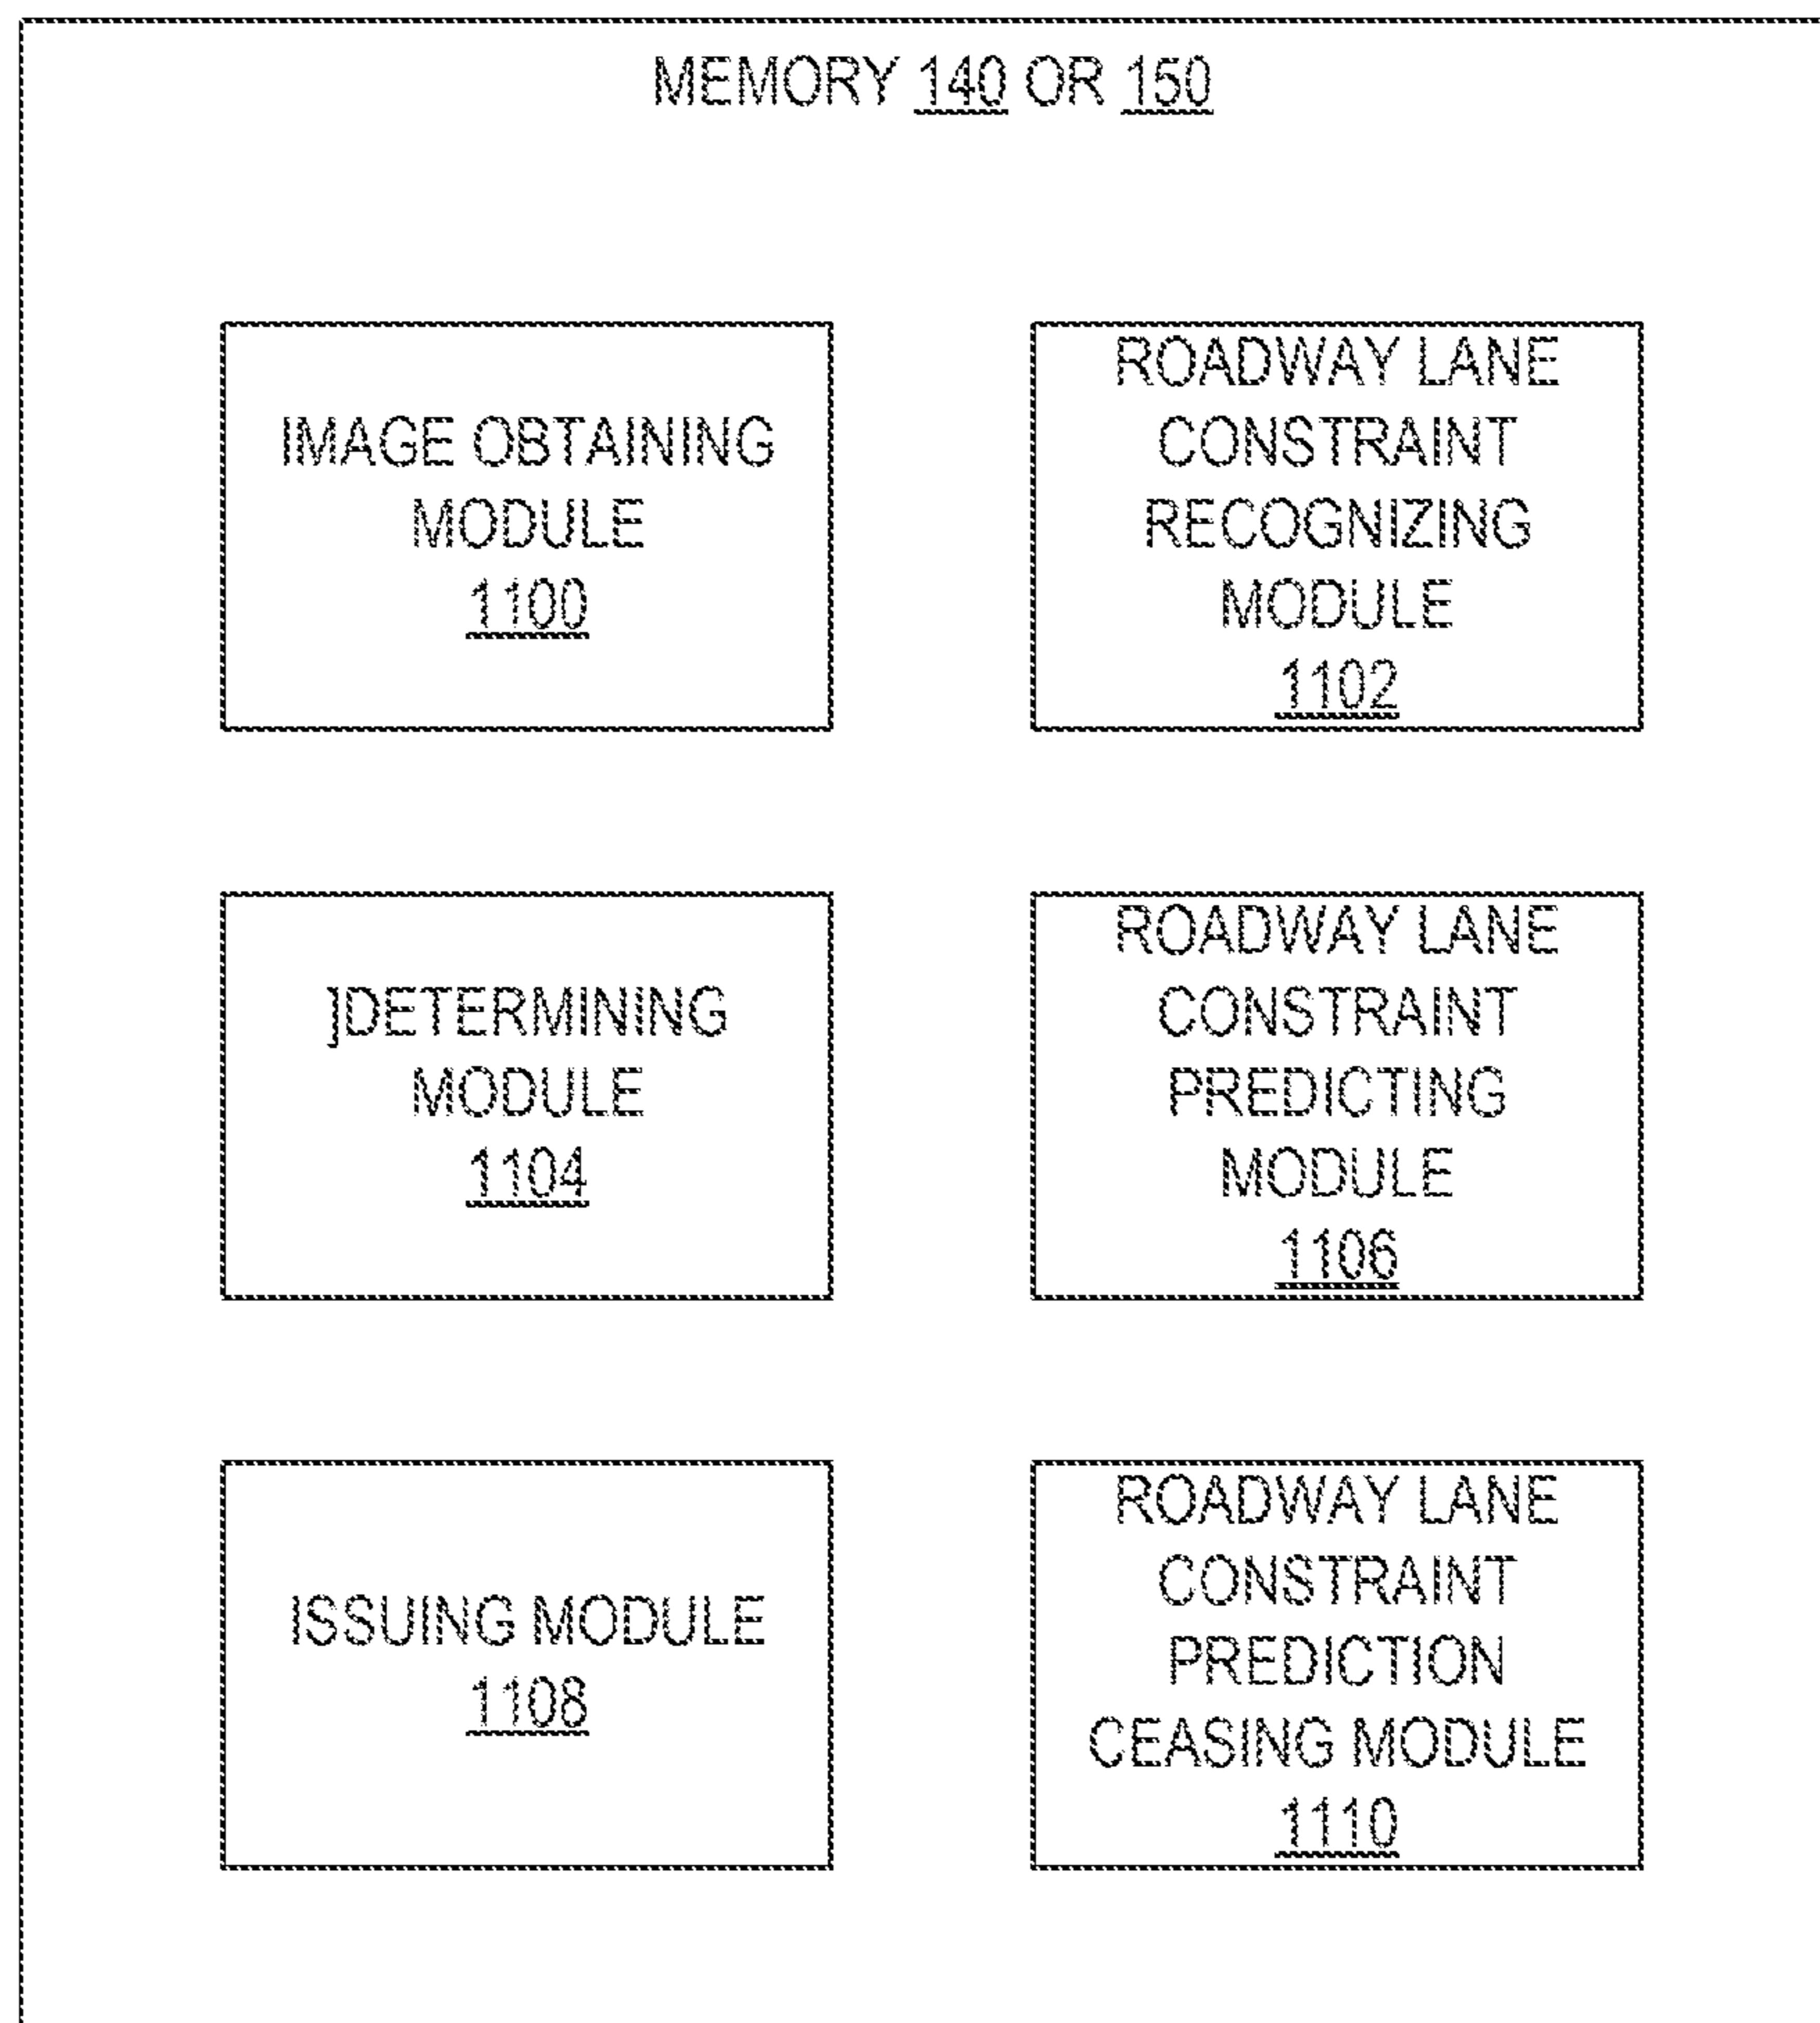 MEMORY 140 OR 150
IMAGE OBTAINING
MODULE
1100
ROADWAY LANE
CONSTRAINT
RECOGNIZING
MODULE
1102
]DETERMINING
MODULE
1104
ROADWAY LANE
CONSTRAINT
PREDICTING
MODULE
1106
ISSUING MODULE
1108
ROADWAY LANE
CONSTRAINT
PREDICTION
CEASING MODULE
1110